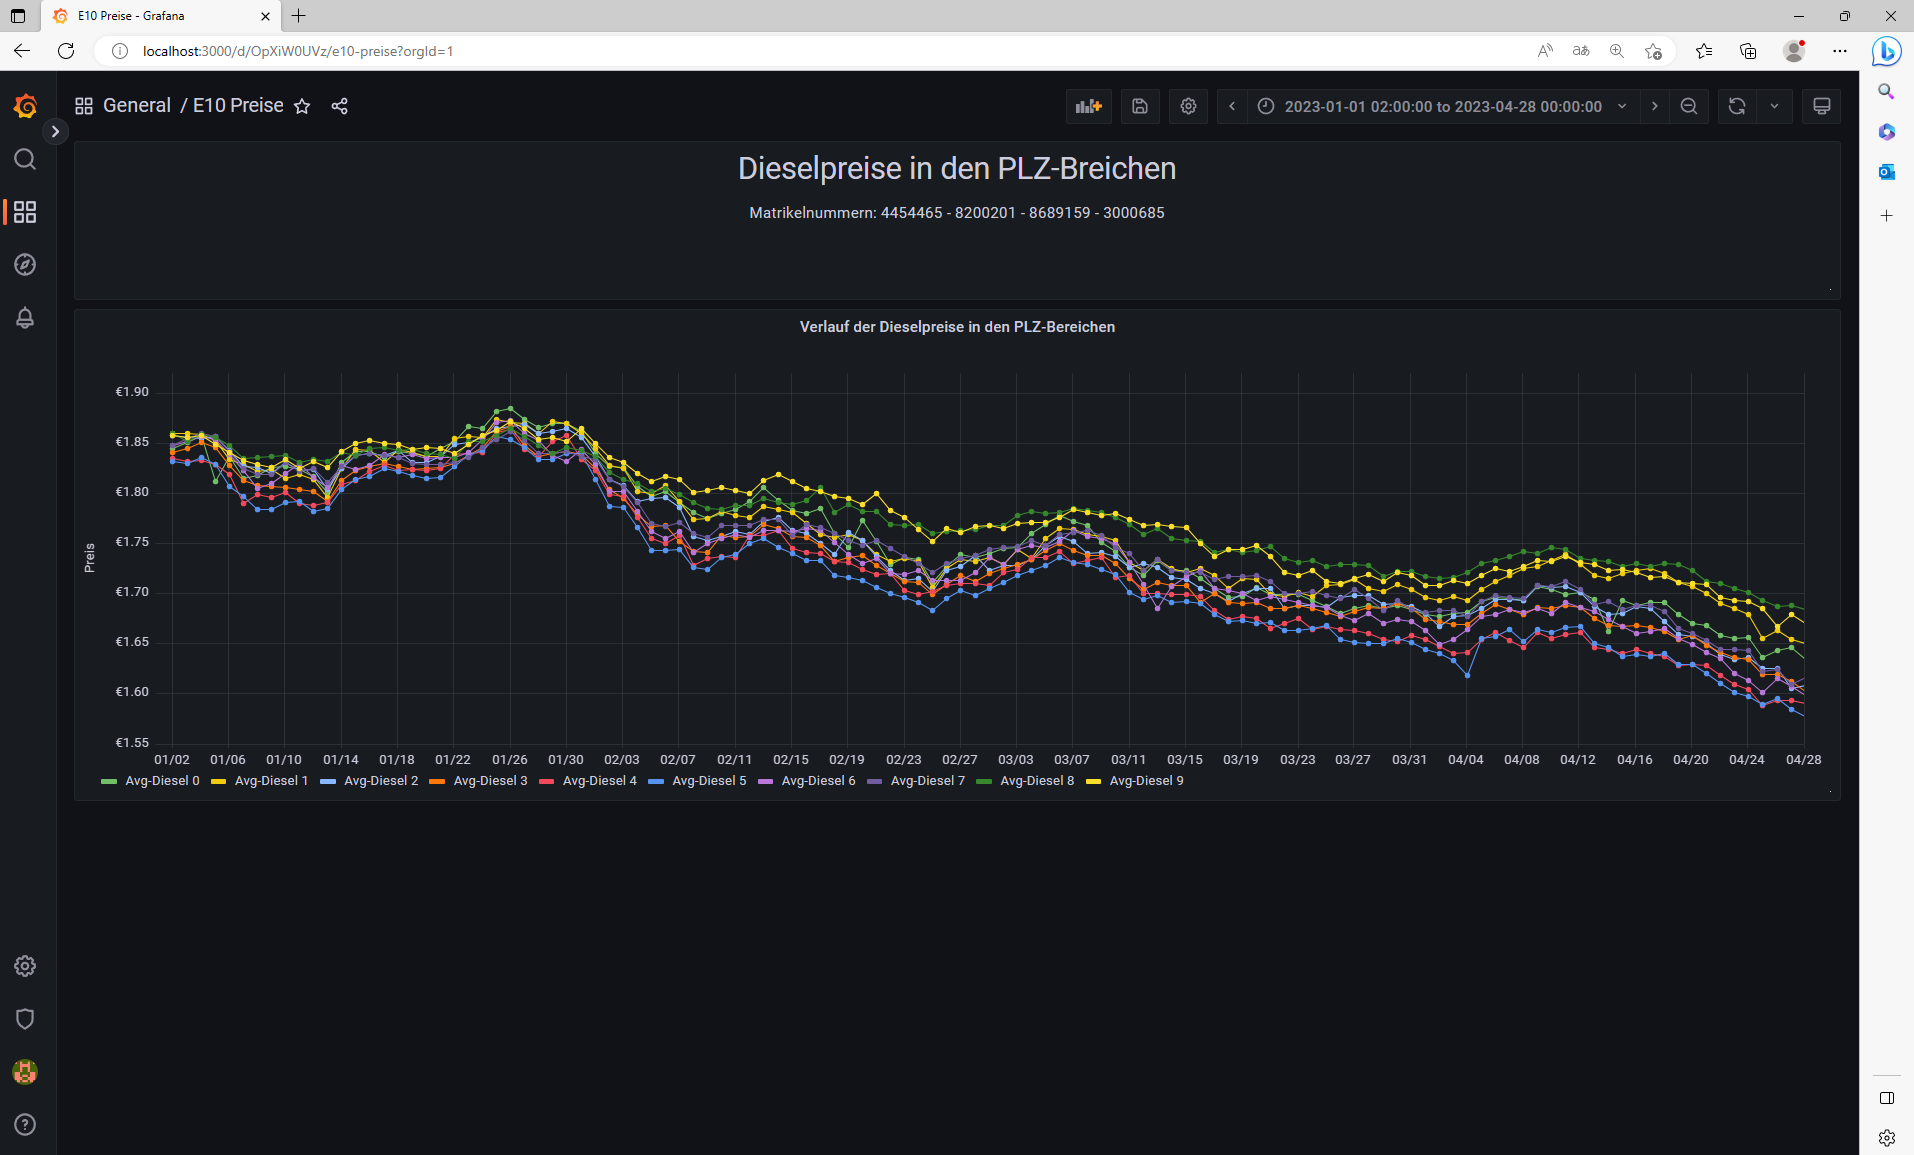 E10 Preise - Grafana
localhost:3000/d/OpXiW0UVz/e10-preise?orgId=1
General / E10 Preise
2023-01-01 02:00:00 to 2023-04-28 00:00:00
Dieselpreise in den PLZ-Breichen
Matrikelnummern: 4454465 - 8200201 - 8689159 - 3000685
Verlauf der Dieselpreise in den PLZ-Bereichen
Preis
€1.90
€1.85
€1.80
€1.75
€1.70
€1.65
€1.60
€1.55
01/02 01/06 01/10 01/14 01/18 01/22 01/26 01/30 02/03 02/07 02/11 02/15 02/19 02/23 02/27 03/03 03/07 03/11 03/15 03/19 03/23 03/27 03/31 04/04 04/08 04/12 04/16 04/20 04/24 04/28
Avg-Diesel 0 Avg-Diesel 1 Avg-Diesel 2 Avg-Diesel 3 Avg-Diesel 4 Avg-Diesel 5 Avg-Diesel 6 Avg-Diesel 7 Avg-Diesel 8 Avg-Diesel 9